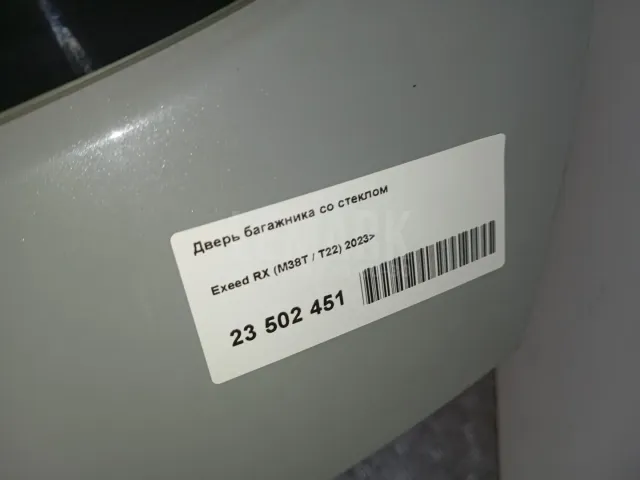 Дверь багажника со стеклом
Exeed RX (M38T / T22) 2023>
23 502 451